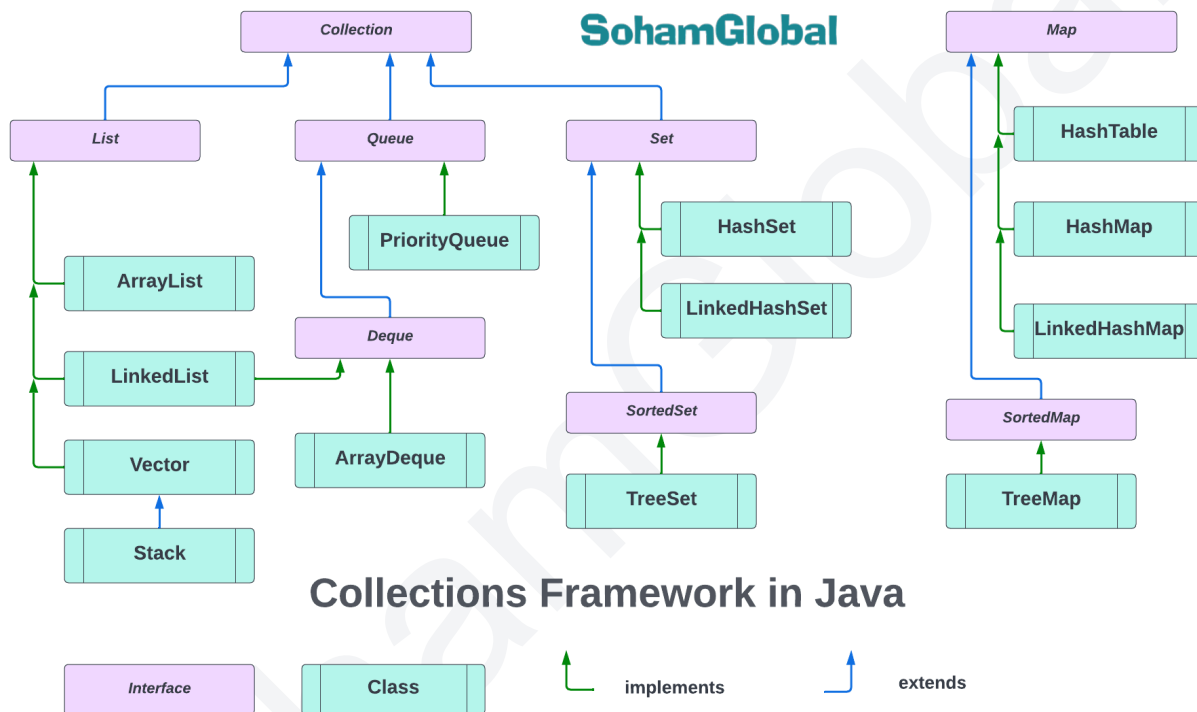 Collection
SohamGlobal
Map
List
Queue
Set
HashTable
PriorityQueue
HashSet
HashMap
ArrayList
LinkedHashSet
LinkedHashMap
Deque
LinkedList
SortedSet
SortedMap
Vector
ArrayDeque
TreeSet
TreeMap
Stack
Collections Framework in Java
Interface
Class
implements
extends